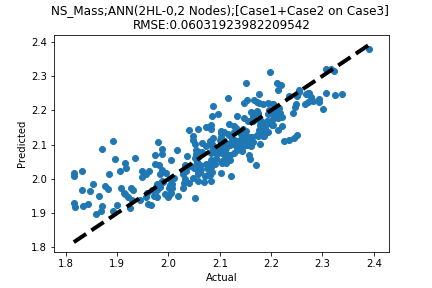 NS_Mass;ANN(2HL-0,2 Nodes);[Case1+Case2 on Case3]
RMSE:0.06031923982209542
2.4
2.3
2.2
2.1
2.0
1.9
1.8
Predicted
1.8 1.9 2.0 2.1 2.2 2.3 2.4
Actual